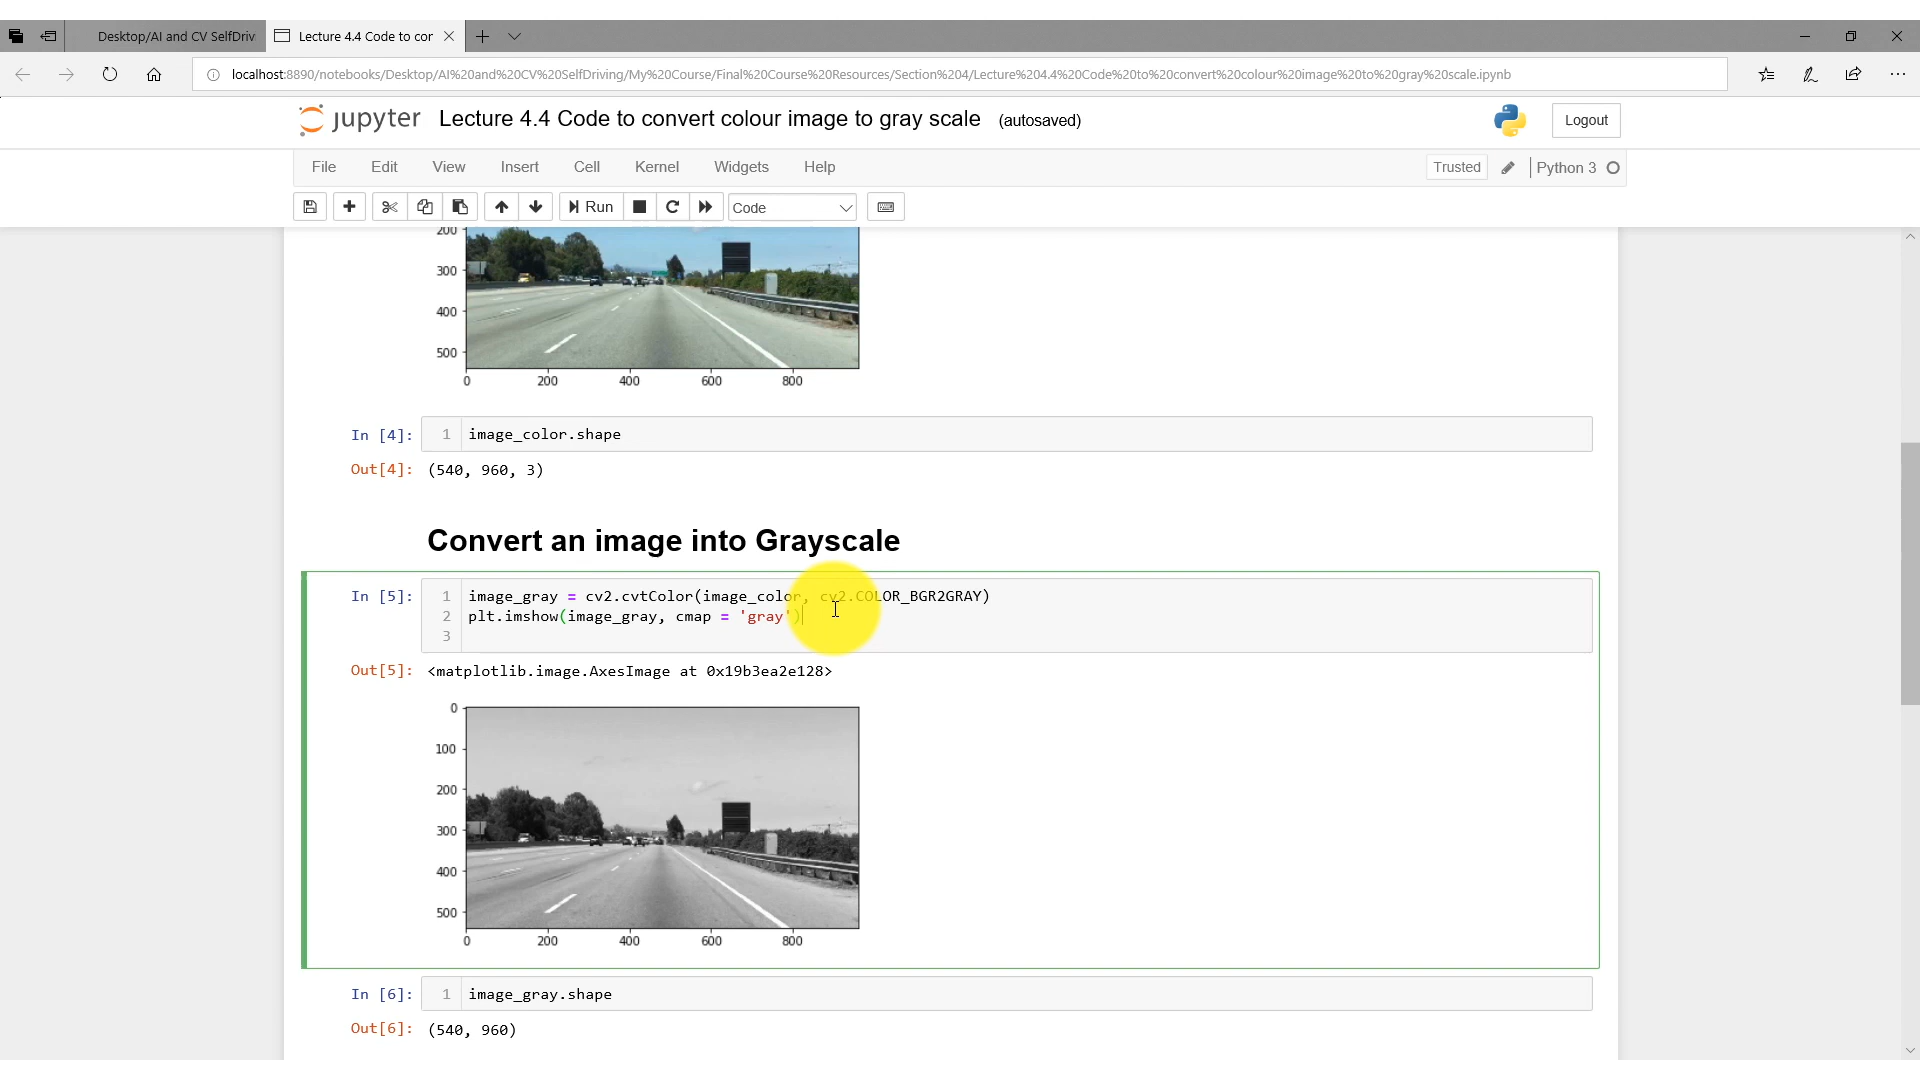 Desktop/AI and CV SelfDriv
Lecture 4.4 Code to cor
localhost:8890/notebooks/Desktop/AI%20and%20CV%20SelfDriving/My%20Course/Final%20Course%20Resources/Section%204/Lecture%204.4%20Code%20to%20convert%20colour%20image%20to%20gray%20scale.ipynb
jupyter Lecture 4.4 Code to convert colour image to gray scale (autosaved)
Logout
File Edit View Insert Cell Kernel Widgets Help
Trusted Python 3
Run Code
200
300
400
500
0 200 400 600 800
In [4]: 1 image_color.shape
Out[4]: (540, 960, 3)
Convert an image into Grayscale
In [5]: 1 image_gray = cv2.cvtColor(image_color, cv2.COLOR_BGR2GRAY)
2 plt.imshow(image_gray, cmap = 'gray')
3
Out[5]: <matplotlib.image.AxesImage at 0x19b3ea2e128>
0
100
200
300
400
500
0 200 400 600 800
In [6]: 1 image_gray.shape
Out[6]: (540, 960)